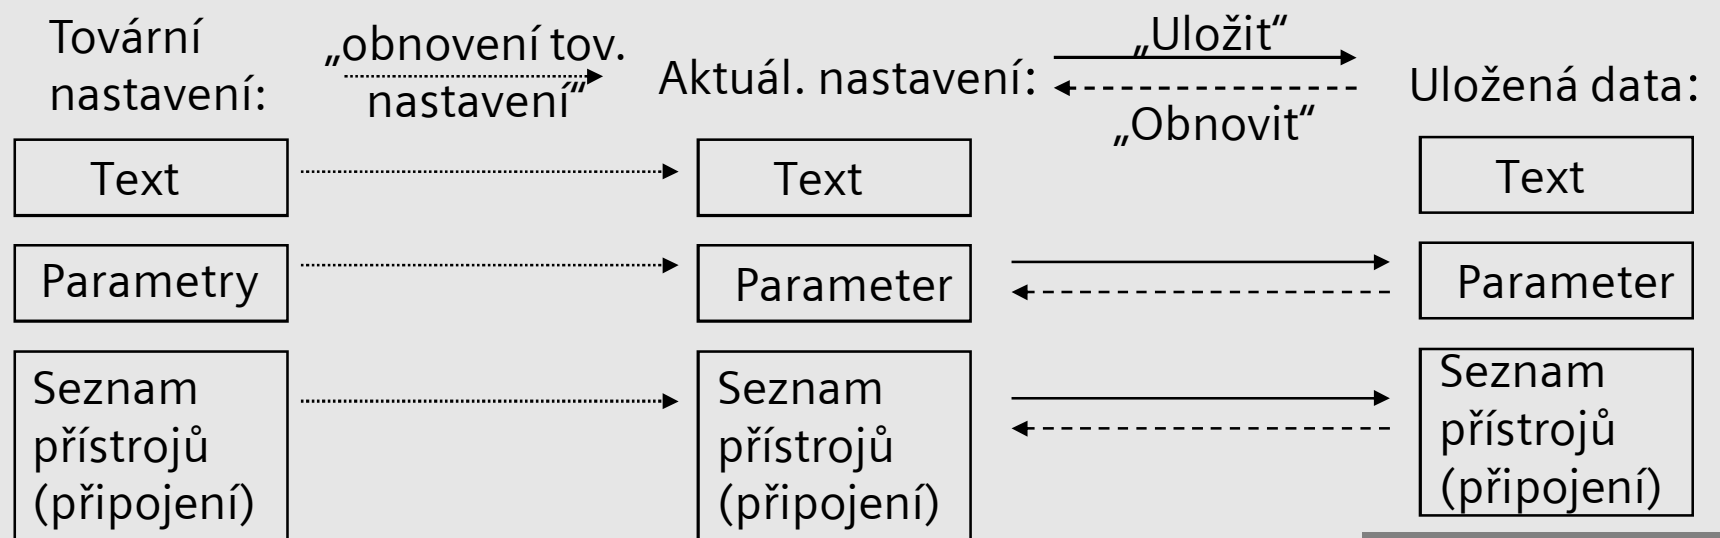 Tovární
nastavení:
„obnovení tov.
nastavení“
Aktuál. nastavení:
„Uložit“
„Obnovit“
Uložená data:
Text
Text
Text
Parametry
Parameter
Parameter
Seznam
přístrojů
(připojení)
Seznam
přístrojů
(připojení)
Seznam
přístrojů
(připojení)